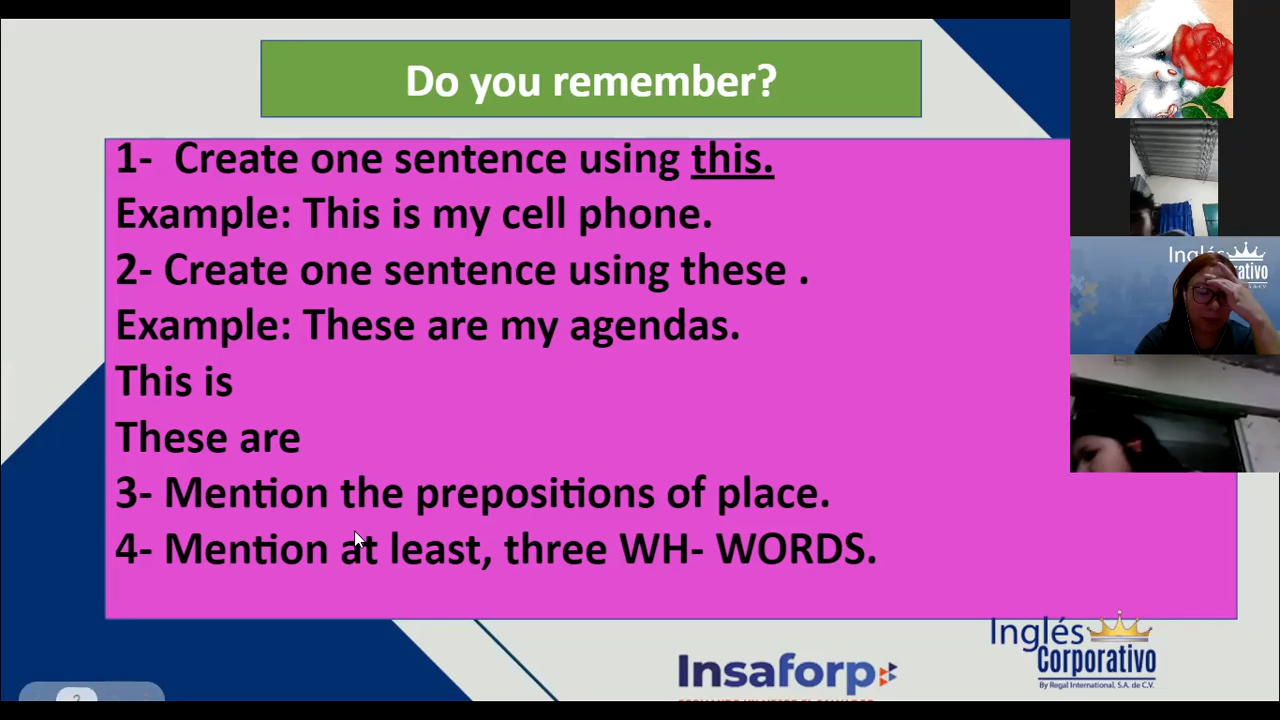 Do you remember?
1- Create one sentence using this.
Example: This is my cell phone.
2- Create one sentence using these .
Example: These are my agendas.
This is
These are
3- Mention the prepositions of place.
4- Mention at least, three WH- WORDS.
Inglés
Corporativo
By Regal International, S.A. de C.V.
Insaforp
2
Inglés